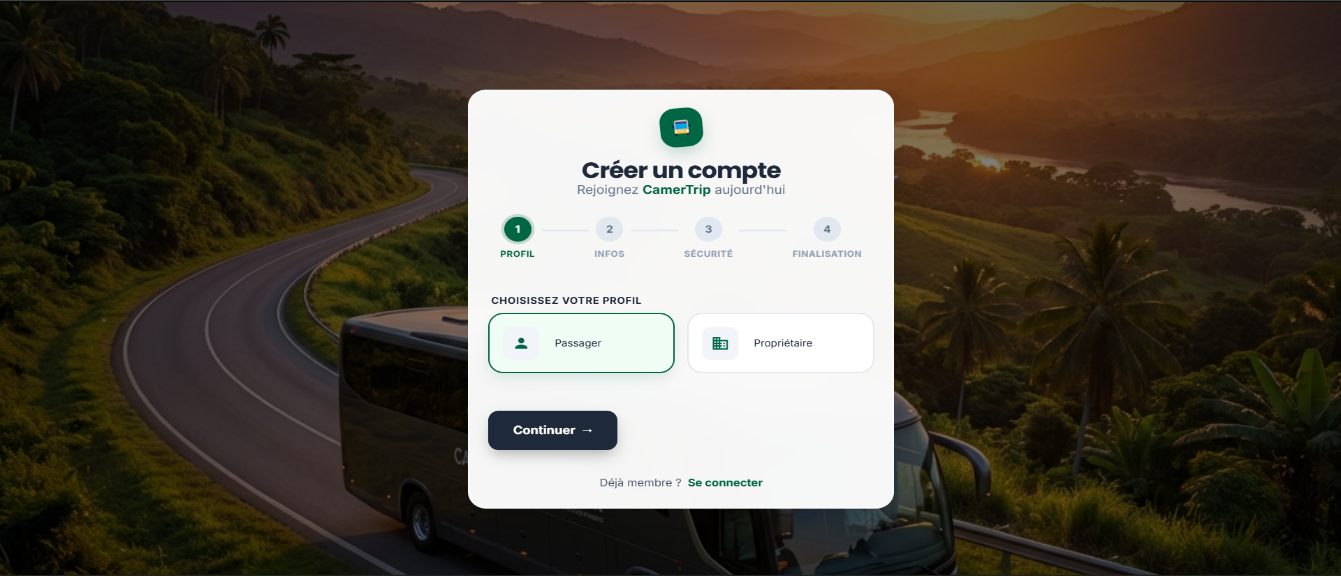 Créer un compte
Rejoignez CamerTrip aujourd'hui
1 2 3 4
PROFIL INFOS SÉCURITÉ FINALISATION
CHOISISSEZ VOTRE PROFIL
Passager Propriétaire
Continuer →
Déjà membre ? Se connecter